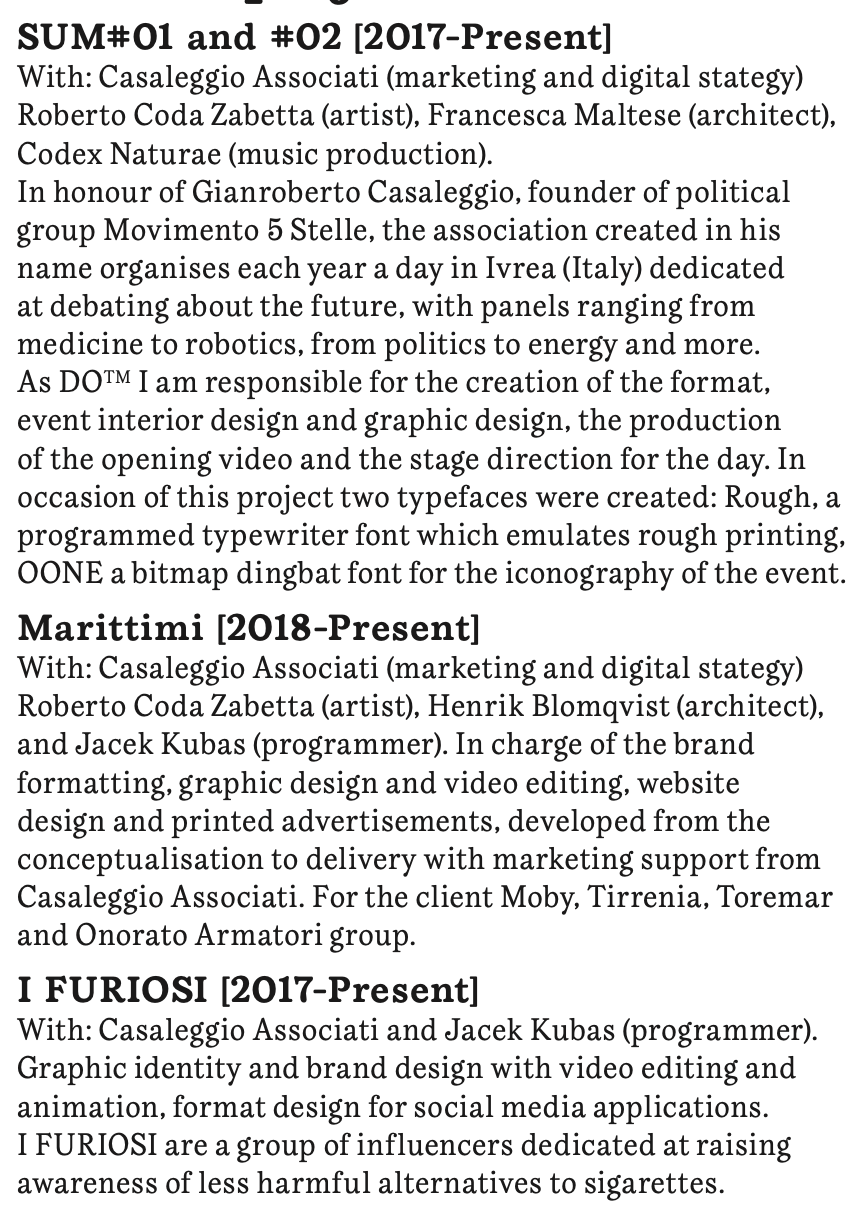 SUM#01 and #02 [2017-Present]
With: Casaleggio Associati (marketing and digital stategy)
Roberto Coda Zabetta (artist), Francesca Maltese (architect),
Codex Naturae (music production).
In honour of Gianroberto Casaleggio, founder of political
group Movimento 5 Stelle, the association created in his
name organises each year a day in Ivrea (Italy) dedicated
at debating about the future, with panels ranging from
medicine to robotics, from politics to energy and more.
As DO™ I am responsible for the creation of the format,
event interior design and graphic design, the production
of the opening video and the stage direction for the day. In
occasion of this project two typefaces were created: Rough, a
programmed typewriter font which emulates rough printing,
OONE a bitmap dingbat font for the iconography of the event.
Marittimi [2018-Present]
With: Casaleggio Associati (marketing and digital stategy)
Roberto Coda Zabetta (artist), Henrik Blomqvist (architect),
and Jacek Kubas (programmer). In charge of the brand
formatting, graphic design and video editing, website
design and printed advertisements, developed from the
conceptualisation to delivery with marketing support from
Casaleggio Associati. For the client Moby, Tirrenia, Toremar
and Onorato Armatori group.
I FURIOSI [2017-Present]
With: Casaleggio Associati and Jacek Kubas (programmer).
Graphic identity and brand design with video editing and
animation, format design for social media applications.
I FURIOSI are a group of influencers dedicated at raising
awareness of less harmful alternatives to sigarettes.